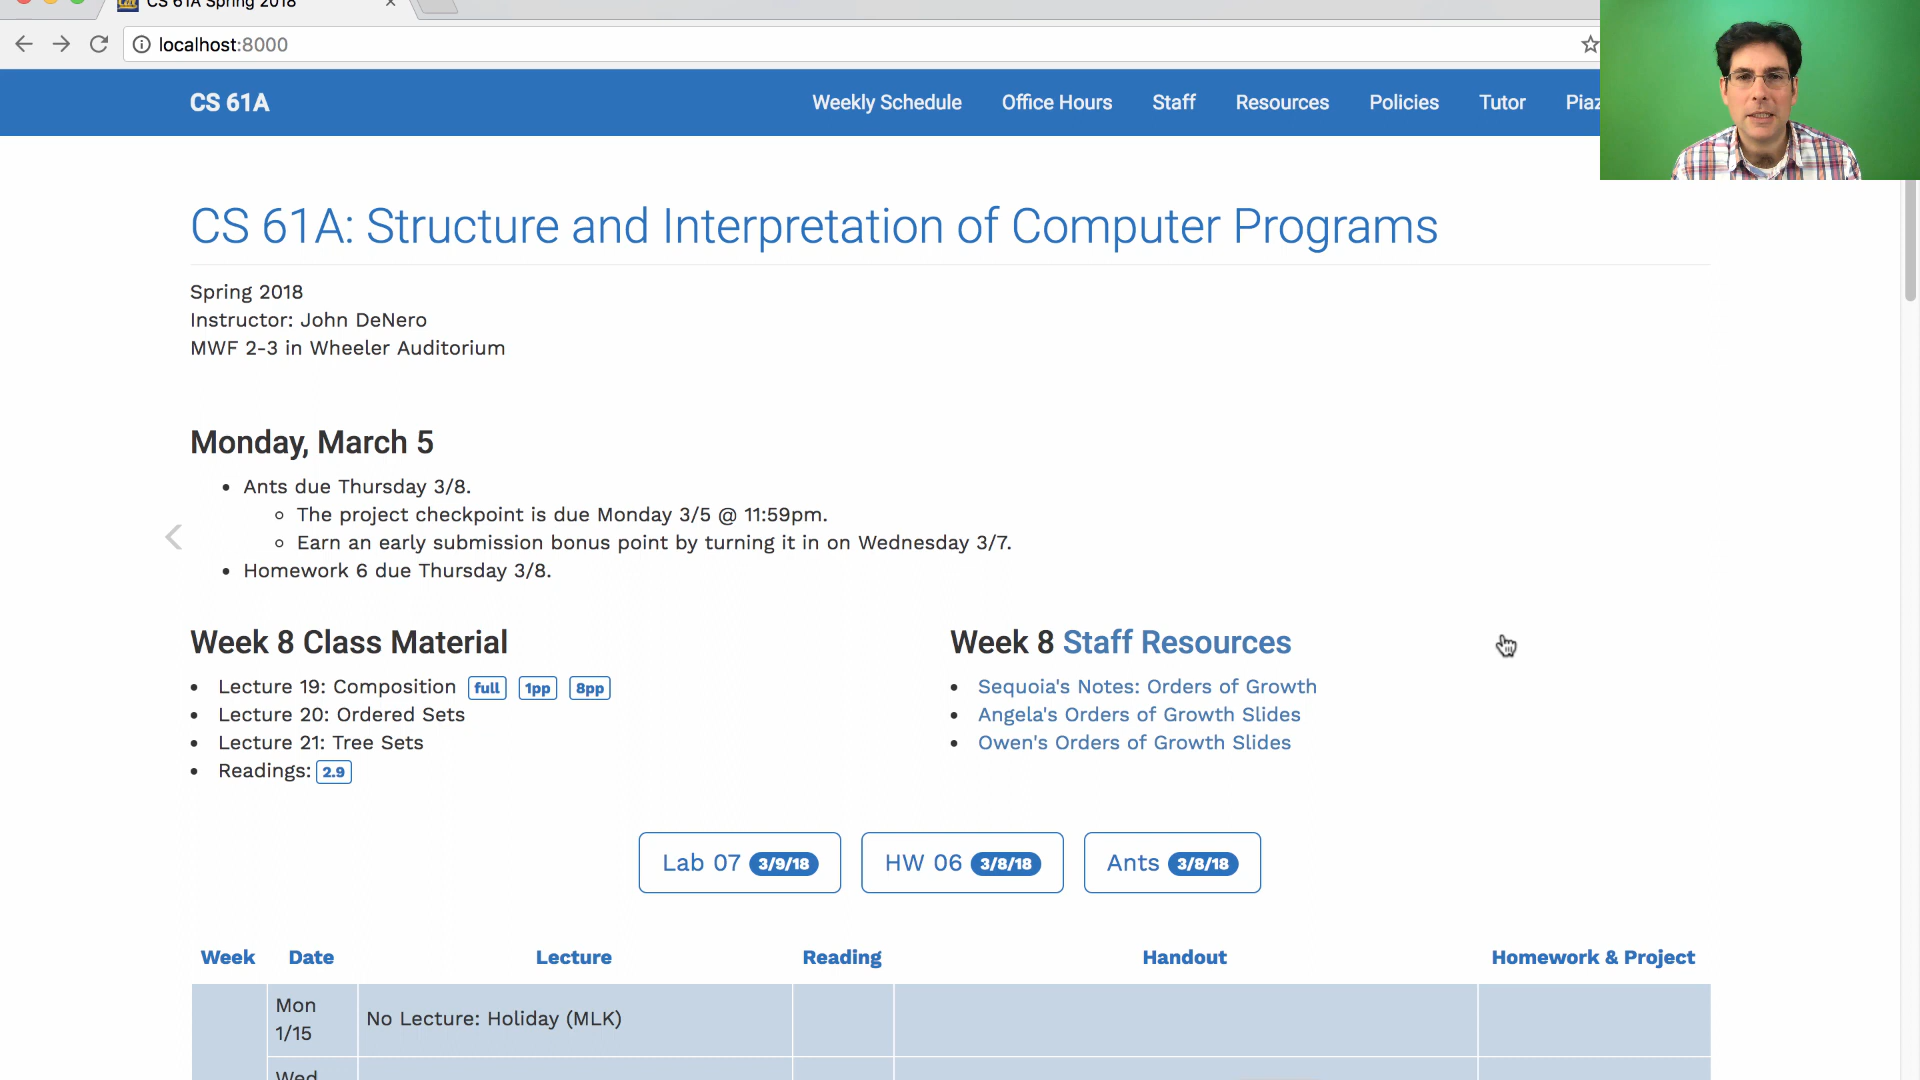 CS 61A Spring 2018
localhost:8000
CS 61A
Weekly Schedule
Office Hours
Staff
Resources
Policies
Tutor
Piaz
CS 61A: Structure and Interpretation of Computer Programs
Spring 2018
Instructor: John DeNero
MWF 2-3 in Wheeler Auditorium
Monday, March 5
Ants due Thursday 3/8.
The project checkpoint is due Monday 3/5 @ 11:59pm.
Earn an early submission bonus point by turning it in on Wednesday 3/7.
Homework 6 due Thursday 3/8.
Week 8 Class Material
Lecture 19: Composition full 1pp 8pp
Lecture 20: Ordered Sets
Lecture 21: Tree Sets
Readings: 2.9
Week 8 Staff Resources
Sequoia's Notes: Orders of Growth
Angela's Orders of Growth Slides
Owen's Orders of Growth Slides
Lab 07 3/9/18
HW 06 3/8/18
Ants 3/8/18
Week
Date
Lecture
Reading
Handout
Homework & Project
Mon
1/15
No Lecture: Holiday (MLK)
Wed